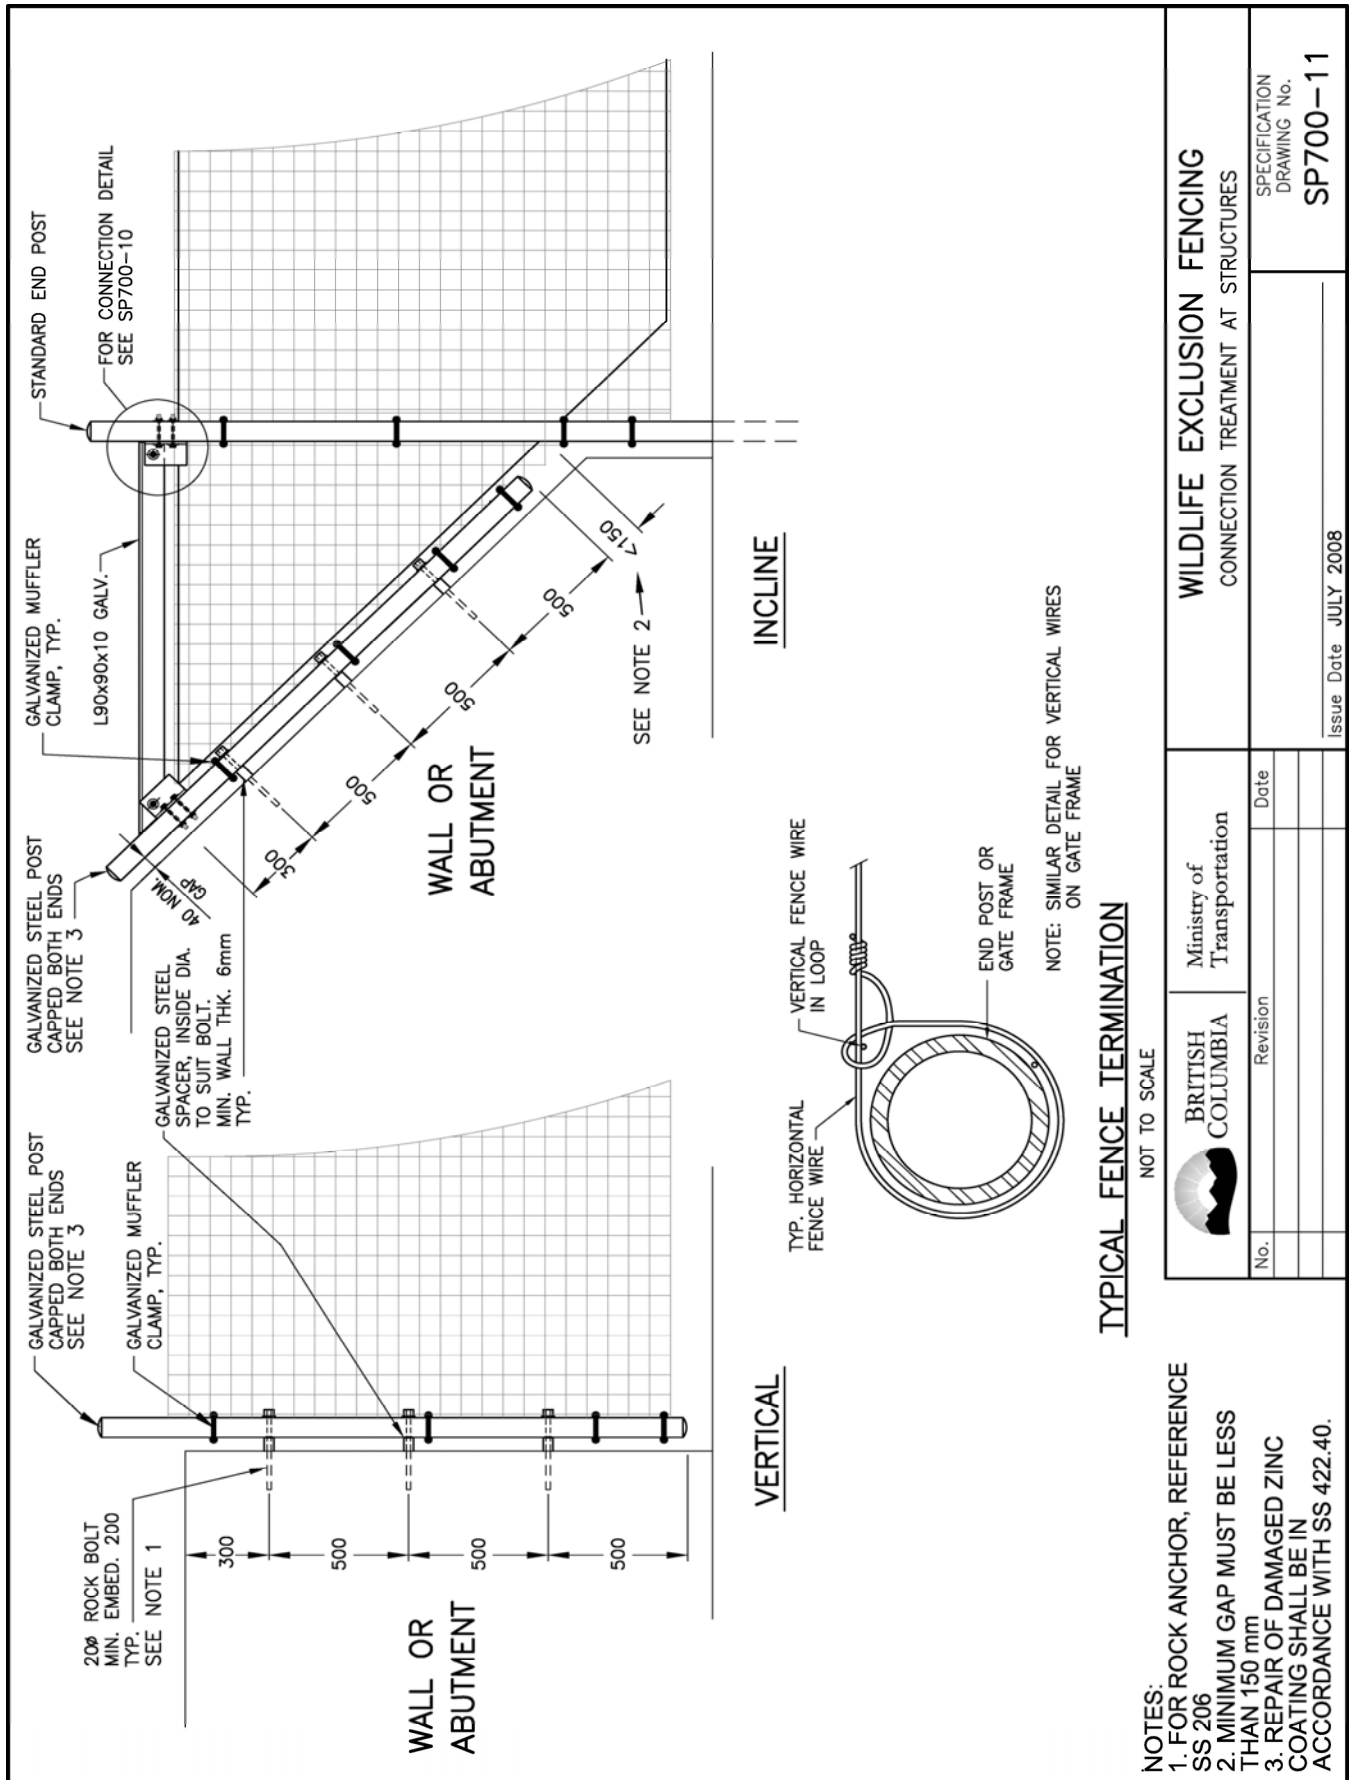 GALVANIZED STEEL POST
CAPPED BOTH ENDS
SEE NOTE 3
GALVANIZED MUFFLER
CLAMP, TYP.
20ø ROCK BOLT
MIN. EMBED. 200
TYP.
SEE NOTE 1
300
500
500
500
WALL OR
ABUTMENT
VERTICAL
GALVANIZED STEEL
SPACER, INSIDE DIA.
TO SUIT BOLT.
MIN. WALL THK. 6mm
TYP.
GALVANIZED STEEL POST
CAPPED BOTH ENDS
SEE NOTE 3
GALVANIZED MUFFLER
CLAMP, TYP.
L90x90x10 GALV.
STANDARD END POST
FOR CONNECTION DETAIL
SEE SP700-10
40 NOM.
GAP
300
500
500
500
<150
SEE NOTE 2
WALL OR
ABUTMENT
INCLINE
TYP. HORIZONTAL
FENCE WIRE
VERTICAL FENCE WIRE
IN LOOP
END POST OR
GATE FRAME
NOTE: SIMILAR DETAIL FOR VERTICAL WIRES
ON GATE FRAME
TYPICAL FENCE TERMINATION
NOT TO SCALE
NOTES:
1. FOR ROCK ANCHOR, REFERENCE
SS 206
2. MINIMUM GAP MUST BE LESS
THAN 150 mm
3. REPAIR OF DAMAGED ZINC
COATING SHALL BE IN
ACCORDANCE WITH SS 422.40.
BRITISH
COLUMBIA
Ministry of
Transportation
No.
Revision
Date
WILDLIFE EXCLUSION FENCING
CONNECTION TREATMENT AT STRUCTURES
Issue Date JULY 2008
SPECIFICATION
DRAWING No.
SP700-11